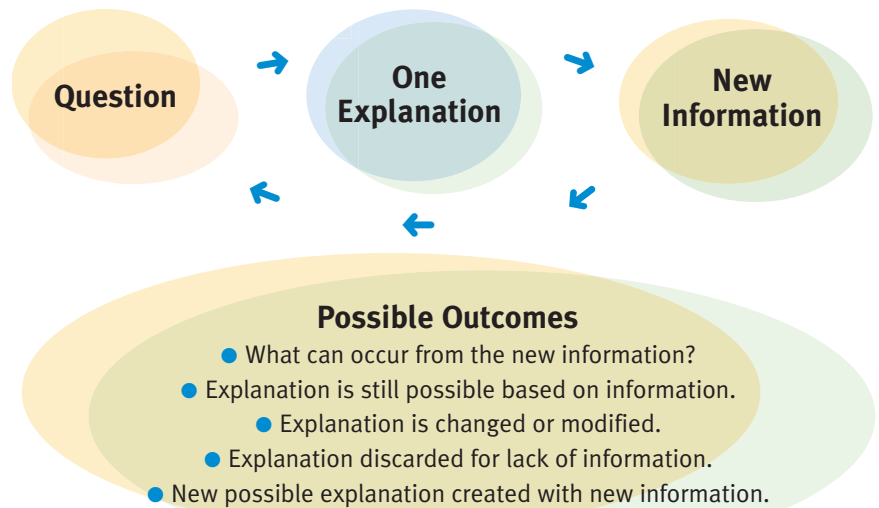 Question
One
Explanation
New
Information
Possible Outcomes
● What can occur from the new information?
● Explanation is still possible based on information.
● Explanation is changed or modified.
● Explanation discarded for lack of information.
● New possible explanation created with new information.